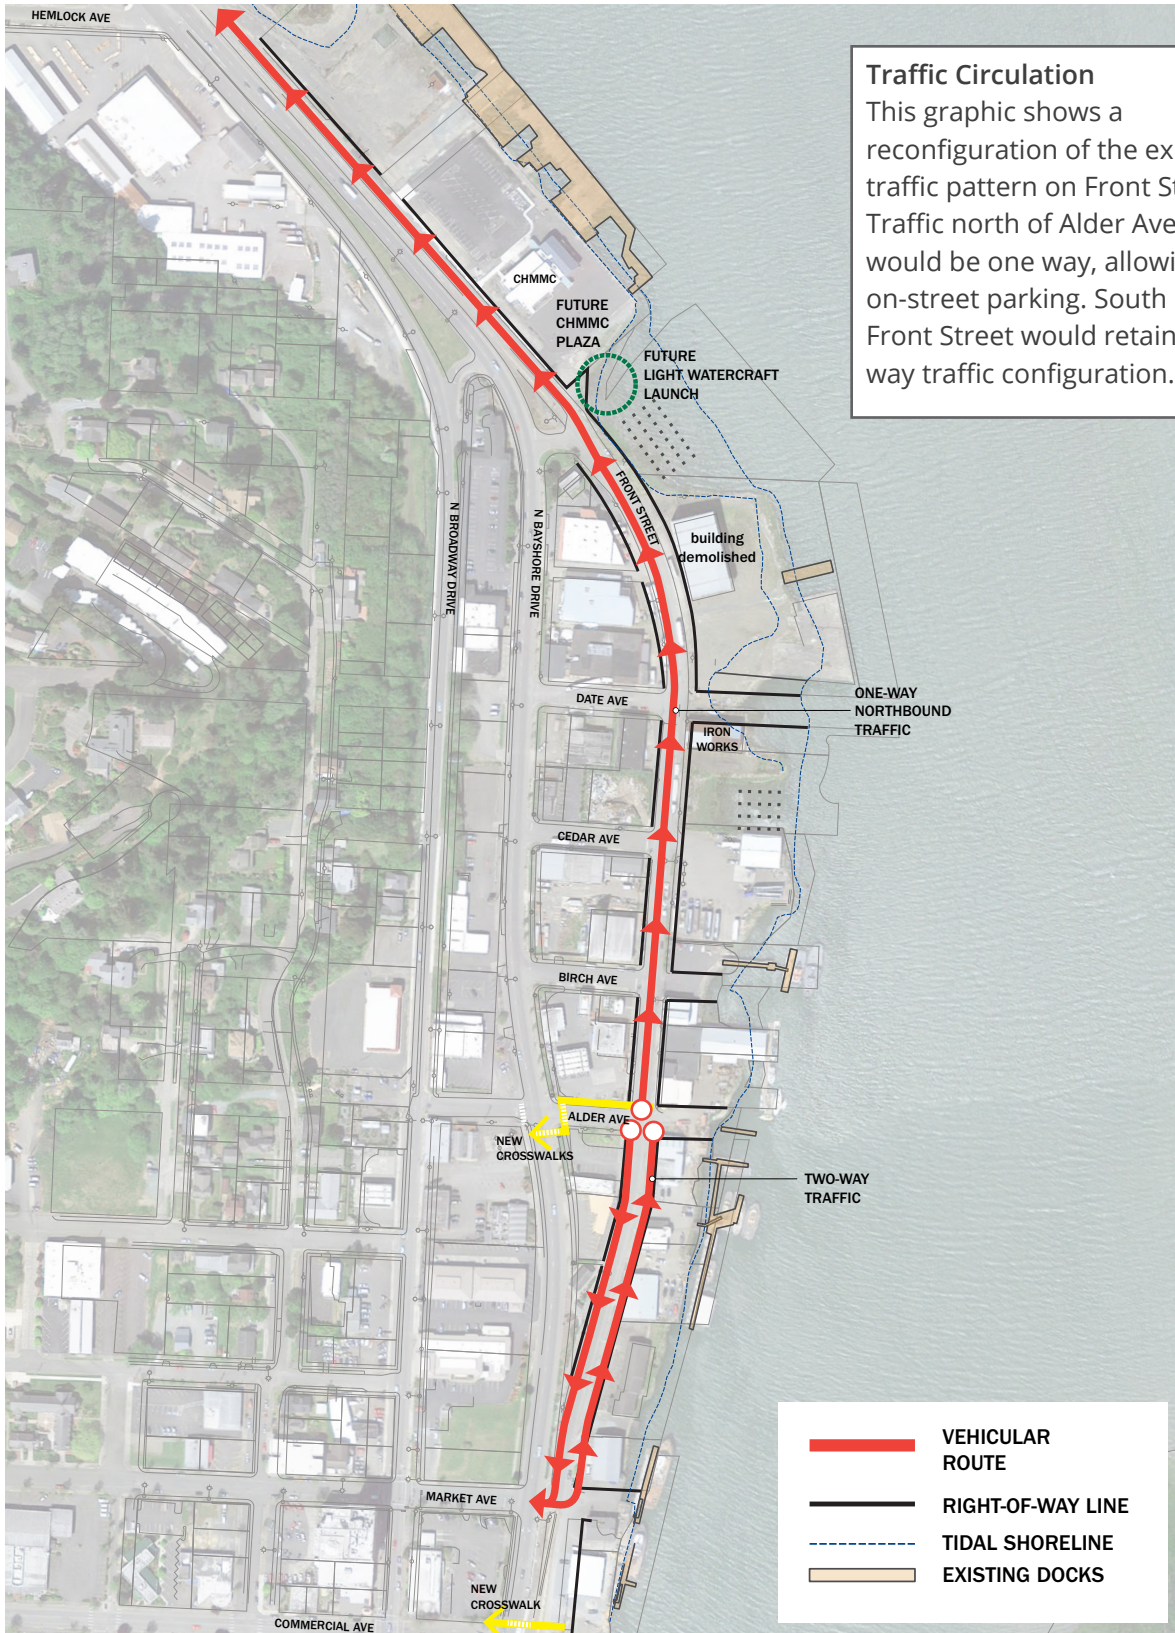 HEMLOCK AVE
Traffic Circulation
This graphic shows a
reconfiguration of the
traffic pattern on Front
Traffic north of Alder Ave
would be one way,
on-street parking. South
Front Street would retain
way traffic configuration.
CHMMC
FUTURE
CHMMC
PLAZA
FUTURE
LIGHT WATERCRAFT
LAUNCH
FRONT STREET
N BROADWAY DRIVE
N BAYSHORE DRIVE
building
demolished
DATE AVE
ONE-WAY
NORTHBOUND
TRAFFIC
IRON
WORKS
CEDAR AVE
BIRCH AVE
ALDER AVE
NEW
CROSSWALKS
TWO-WAY
TRAFFIC
MARKET AVE
NEW
CROSSWALK
COMMERCIAL AVE
VEHICULAR
ROUTE
RIGHT-OF-WAY LINE
TIDAL SHORELINE
EXISTING DOCKS